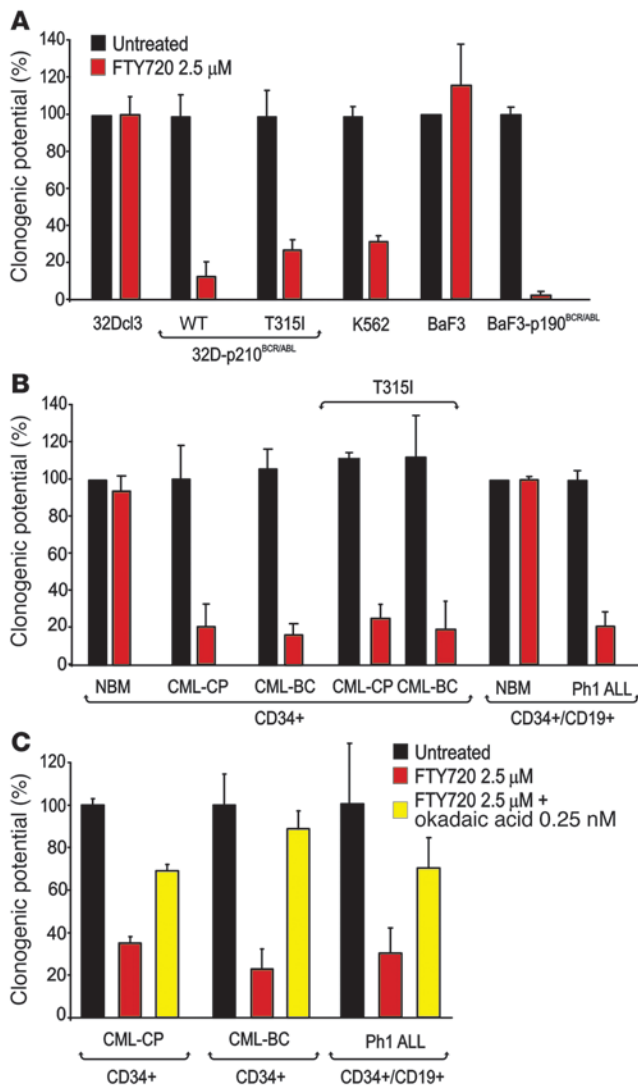 A
Untreated
FTY720 2.5 μM
Clonogenic potential (%)
140
120
100
80
60
40
20
0
32Dcl3 WT T315I K562 BaF3 BaF3-p190BCR/ABL
32D-p210BCR/ABL
B
T315I
Clonogenic potential (%)
140
120
100
80
60
40
20
0
NBM CML-CP CML-BC CML-CP CML-BC NBM Ph1 ALL
CD34+ CD34+/CD19+
C
Untreated
FTY720 2.5 μM
FTY720 2.5 μM +
okadaic acid 0.25 nM
Clonogenic potential (%)
120
100
80
60
40
20
0
CML-CP CML-BC Ph1 ALL
CD34+ CD34+ CD34+/CD19+